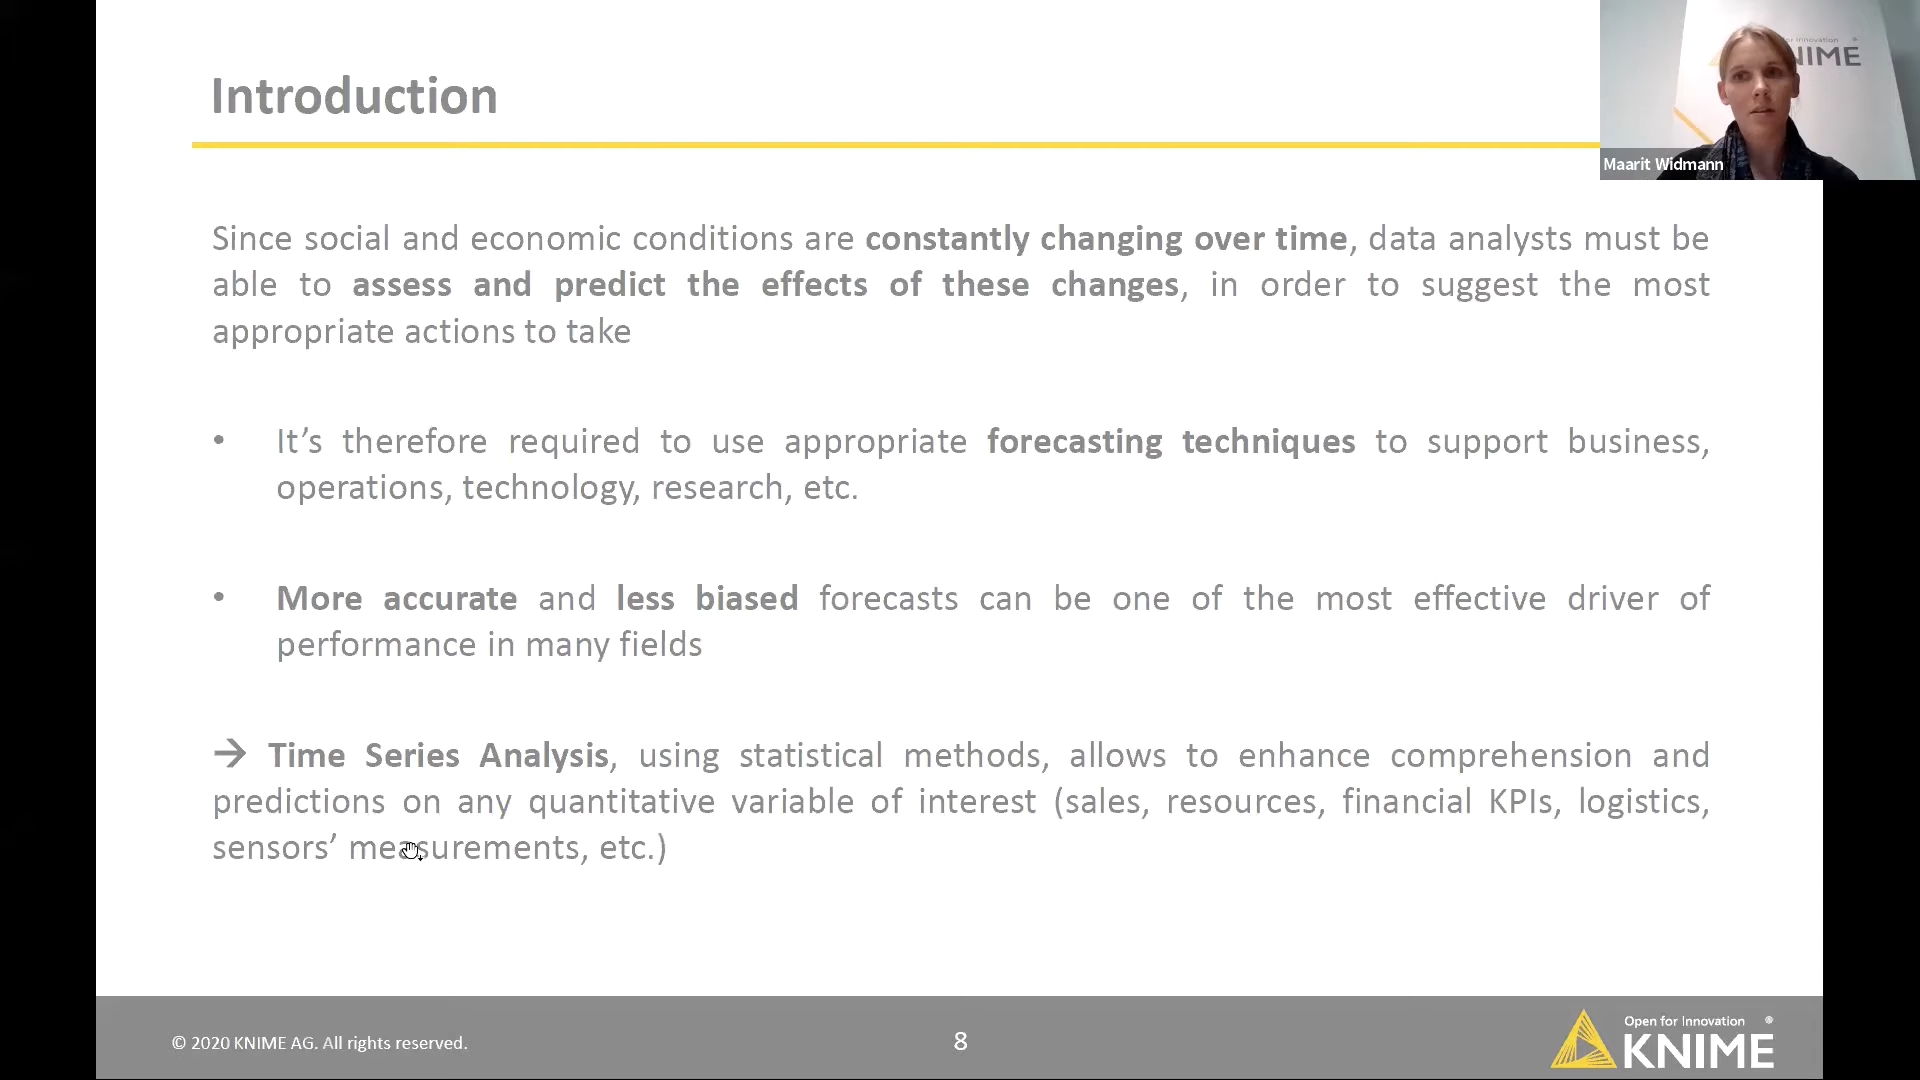 Introduction
for Innovation
®
NIME
Maarit Widmann
Since social and economic conditions are constantly changing over time, data analysts must be
able to assess and predict the effects of these changes, in order to suggest the most
appropriate actions to take
• It’s therefore required to use appropriate forecasting techniques to support business,
operations, technology, research, etc.
• More accurate and less biased forecasts can be one of the most effective driver of
performance in many fields
→ Time Series Analysis, using statistical methods, allows to enhance comprehension and
predictions on any quantitative variable of interest (sales, resources, financial KPIs, logistics,
sensors’ measurements, etc.)
© 2020 KNIME AG. All rights reserved.
8
Open for Innovation ®
KNIME